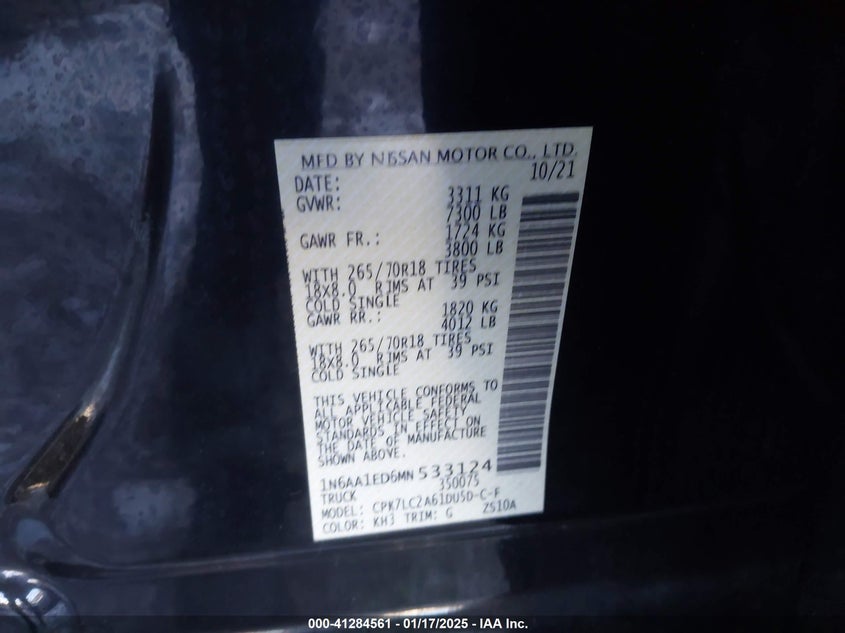 MFD BY NISSAN MOTOR CO., LTD.
DATE: 10/21
GVWR: 3311 KG
7300 LB
GAWR FR.: 1724 KG
3800 LB
WITH 265/70R18 TIRES
18X8.0 RIMS AT 39 PSI
COLD SINGLE
GAWR RR.: 1820 KG
4012 LB
WITH 265/70R18 TIRES
18X8.0 RIMS AT 39 PSI
COLD SINGLE
THIS VEHICLE CONFORMS TO
ALL APPLICABLE FEDERAL
MOTOR VEHICLE SAFETY
STANDARDS IN EFFECT ON
THE DATE OF MANUFACTURE
SHOWN ABOVE.
1N6AA1ED6MN533124
TRUCK 350075
MODEL: CPK7LC2A61DU5D-C-F
COLOR: KH3 TRIM: G ZS10A
000-41284561 - 01/17/2025 - IAA Inc.